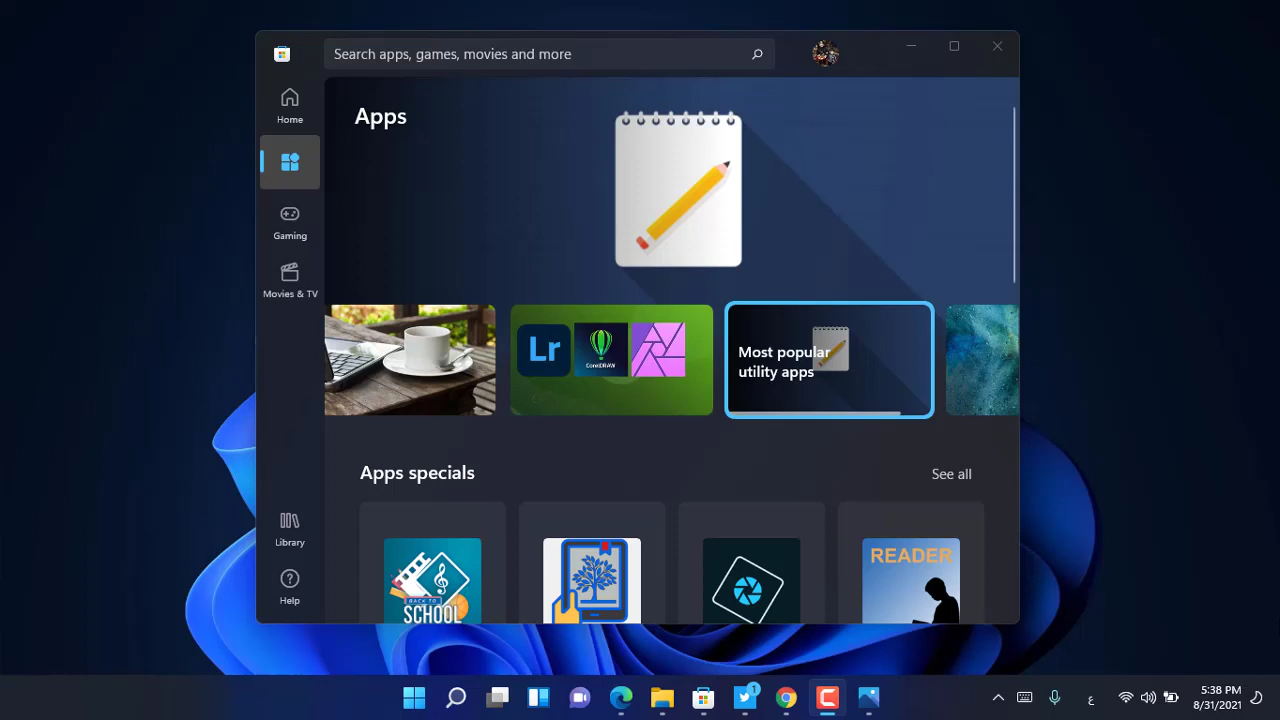 Search apps, games, movies and more
Home
Apps
Gaming
Movies & TV
Lr
CorelDRAW
Most popular
utility apps
Apps specials
See all
BACK TO
SCHOOL
READER
Library
Help
1
ع
5:38 PM
8/31/2021